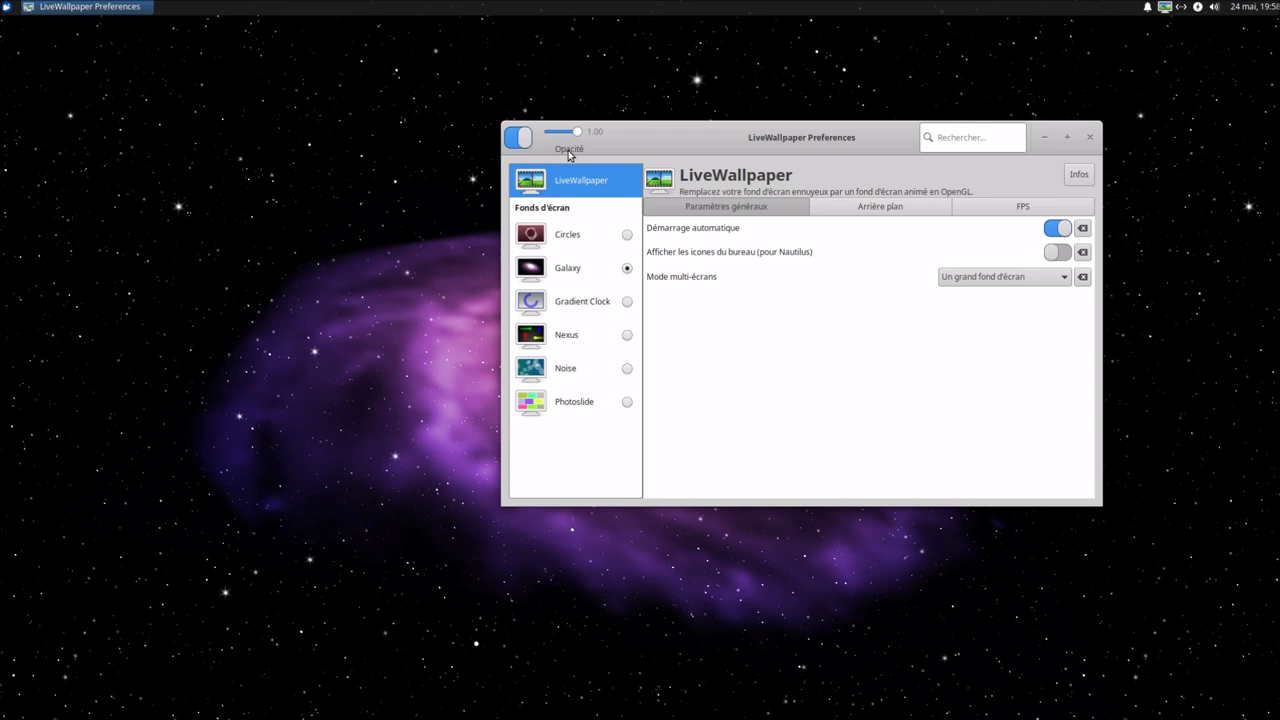 LiveWallpaper Preferences
24 mai, 19:58
1.00
Opacité
LiveWallpaper Preferences
Rechercher...
LiveWallpaper
Fonds d'écran
Circles
Galaxy
Gradient Clock
Nexus
Noise
Photoslide
LiveWallpaper
Remplacez votre fond d'écran ennuyeux par un fond d'écran animé en OpenGL.
Infos
Paramètres généraux
Arrière plan
FPS
Démarrage automatique
Afficher les icones du bureau (pour Nautilus)
Mode multi-écrans
Un grand fond d'écran